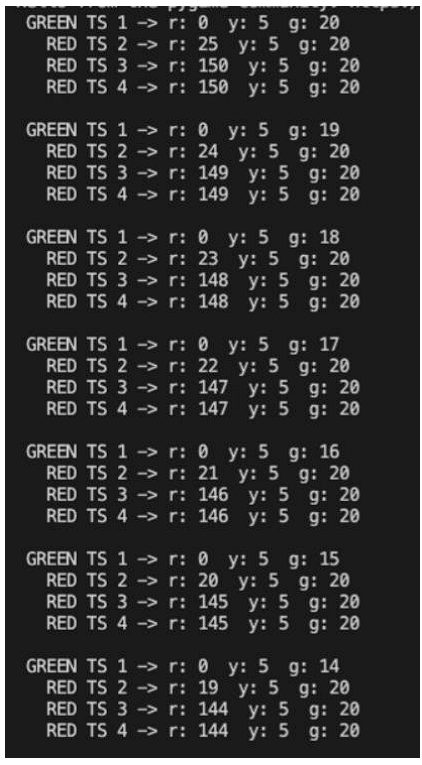 GREEN TS 1 -> r: 0 y: 5 g: 20
RED TS 2 -> r: 25 y: 5 g: 20
RED TS 3 -> r: 150 y: 5 g: 20
RED TS 4 -> r: 150 y: 5 g: 20
GREEN TS 1 -> r: 0 y: 5 g: 19
RED TS 2 -> r: 24 y: 5 g: 20
RED TS 3 -> r: 149 y: 5 g: 20
RED TS 4 -> r: 149 y: 5 g: 20
GREEN TS 1 -> r: 0 y: 5 g: 18
RED TS 2 -> r: 23 y: 5 g: 20
RED TS 3 -> r: 148 y: 5 g: 20
RED TS 4 -> r: 148 y: 5 g: 20
GREEN TS 1 -> r: 0 y: 5 g: 17
RED TS 2 -> r: 22 y: 5 g: 20
RED TS 3 -> r: 147 y: 5 g: 20
RED TS 4 -> r: 147 y: 5 g: 20
GREEN TS 1 -> r: 0 y: 5 g: 16
RED TS 2 -> r: 21 y: 5 g: 20
RED TS 3 -> r: 146 y: 5 g: 20
RED TS 4 -> r: 146 y: 5 g: 20
GREEN TS 1 -> r: 0 y: 5 g: 15
RED TS 2 -> r: 20 y: 5 g: 20
RED TS 3 -> r: 145 y: 5 g: 20
RED TS 4 -> r: 145 y: 5 g: 20
GREEN TS 1 -> r: 0 y: 5 g: 14
RED TS 2 -> r: 19 y: 5 g: 20
RED TS 3 -> r: 144 y: 5 g: 20
RED TS 4 -> r: 144 y: 5 g: 20